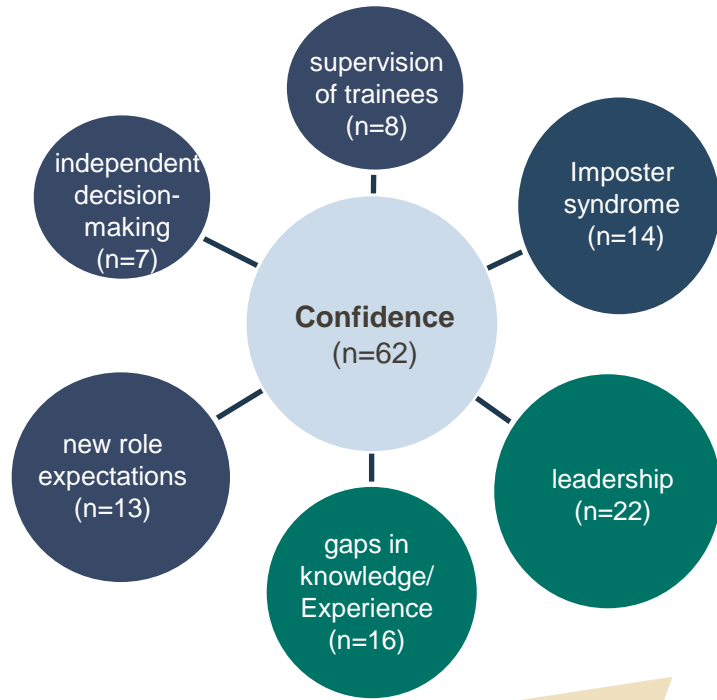 supervision
of trainees
(n=8)
independent
decision-
making
(n=7)
Imposter
syndrome
(n=14)
Confidence
(n=62)
new role
expectations
(n=13)
leadership
(n=22)
gaps in
knowledge/
Experience
(n=16)